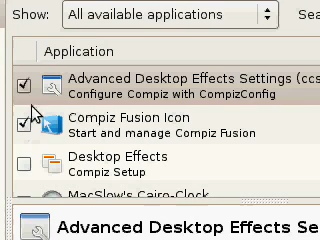 Show: All available applications Sea
Application
Advanced Desktop Effects Settings (ccs
Configure Compiz with CompizConfig
Compiz Fusion Icon
Start and manage Compiz Fusion
Desktop Effects
Compiz Setup
MacSlow's Cairo-Clock
Advanced Desktop Effects Se